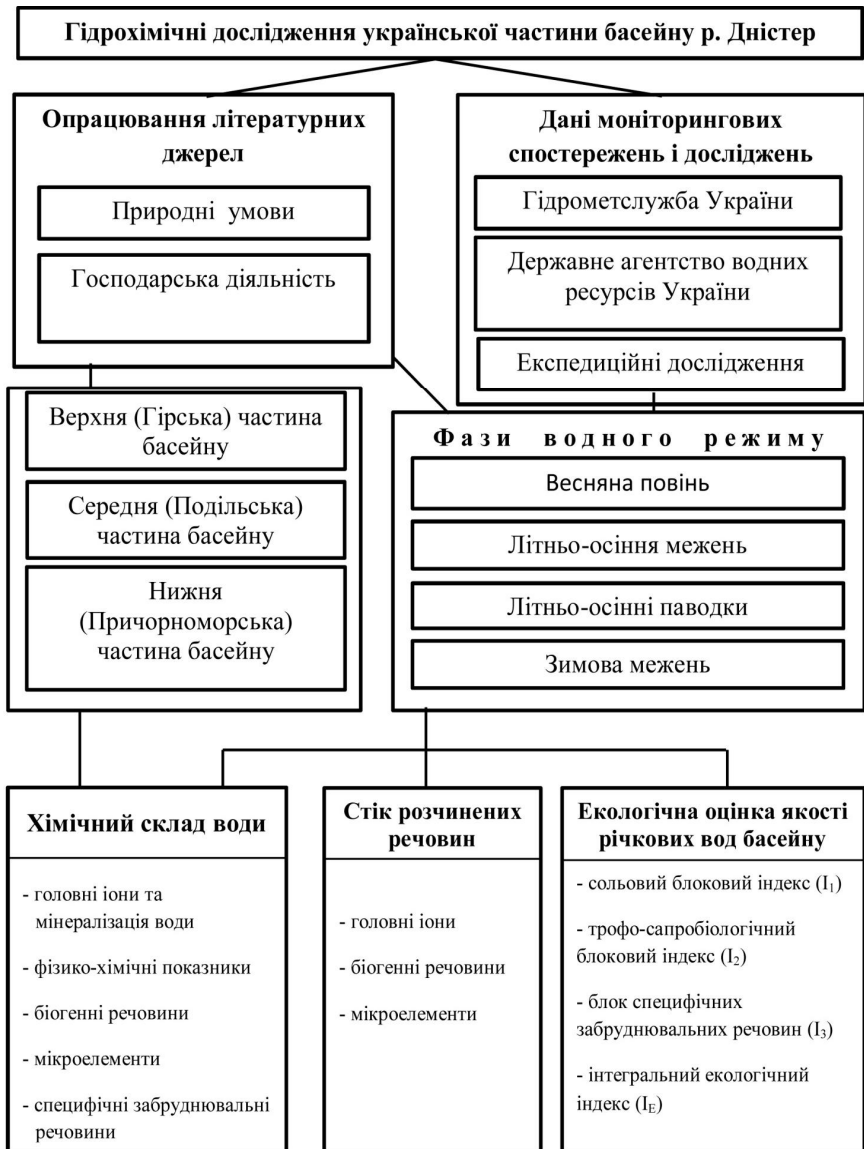 Гідрохімічні дослідження української частини басейну р. Дністер
Опрацювання літературних
джерел
Природні умови
Господарська діяльність
Дані моніторингових
спостережень і досліджень
Гідрометслужба України
Державне агентство водних
ресурсів України
Експедиційні дослідження
Верхня (Гірська) частина
басейну
Середня (Подільська)
частина басейну
Нижня
(Причорноморська)
частина басейну
Фази водного режиму
Весняна повінь
Літньо-осіння межень
Літньо-осінні паводки
Зимова межень
Хімічний склад води
- головні іони та
мінералізація води
- фізико-хімічні показники
- біогенні речовини
- мікроелементи
- специфічні забруднювальні
речовини
Стік розчинених
речовин
- головні іони
- біогенні речовини
- мікроелементи
Екологічна оцінка якості
річкових вод басейну
- сольовий блоковий індекс (I₁)
- трофо-сапробіологічний
блоковий індекс (I₂)
- блок специфічних
забруднювальних речовин (I₃)
- інтегральний екологічний
індекс (I_E)